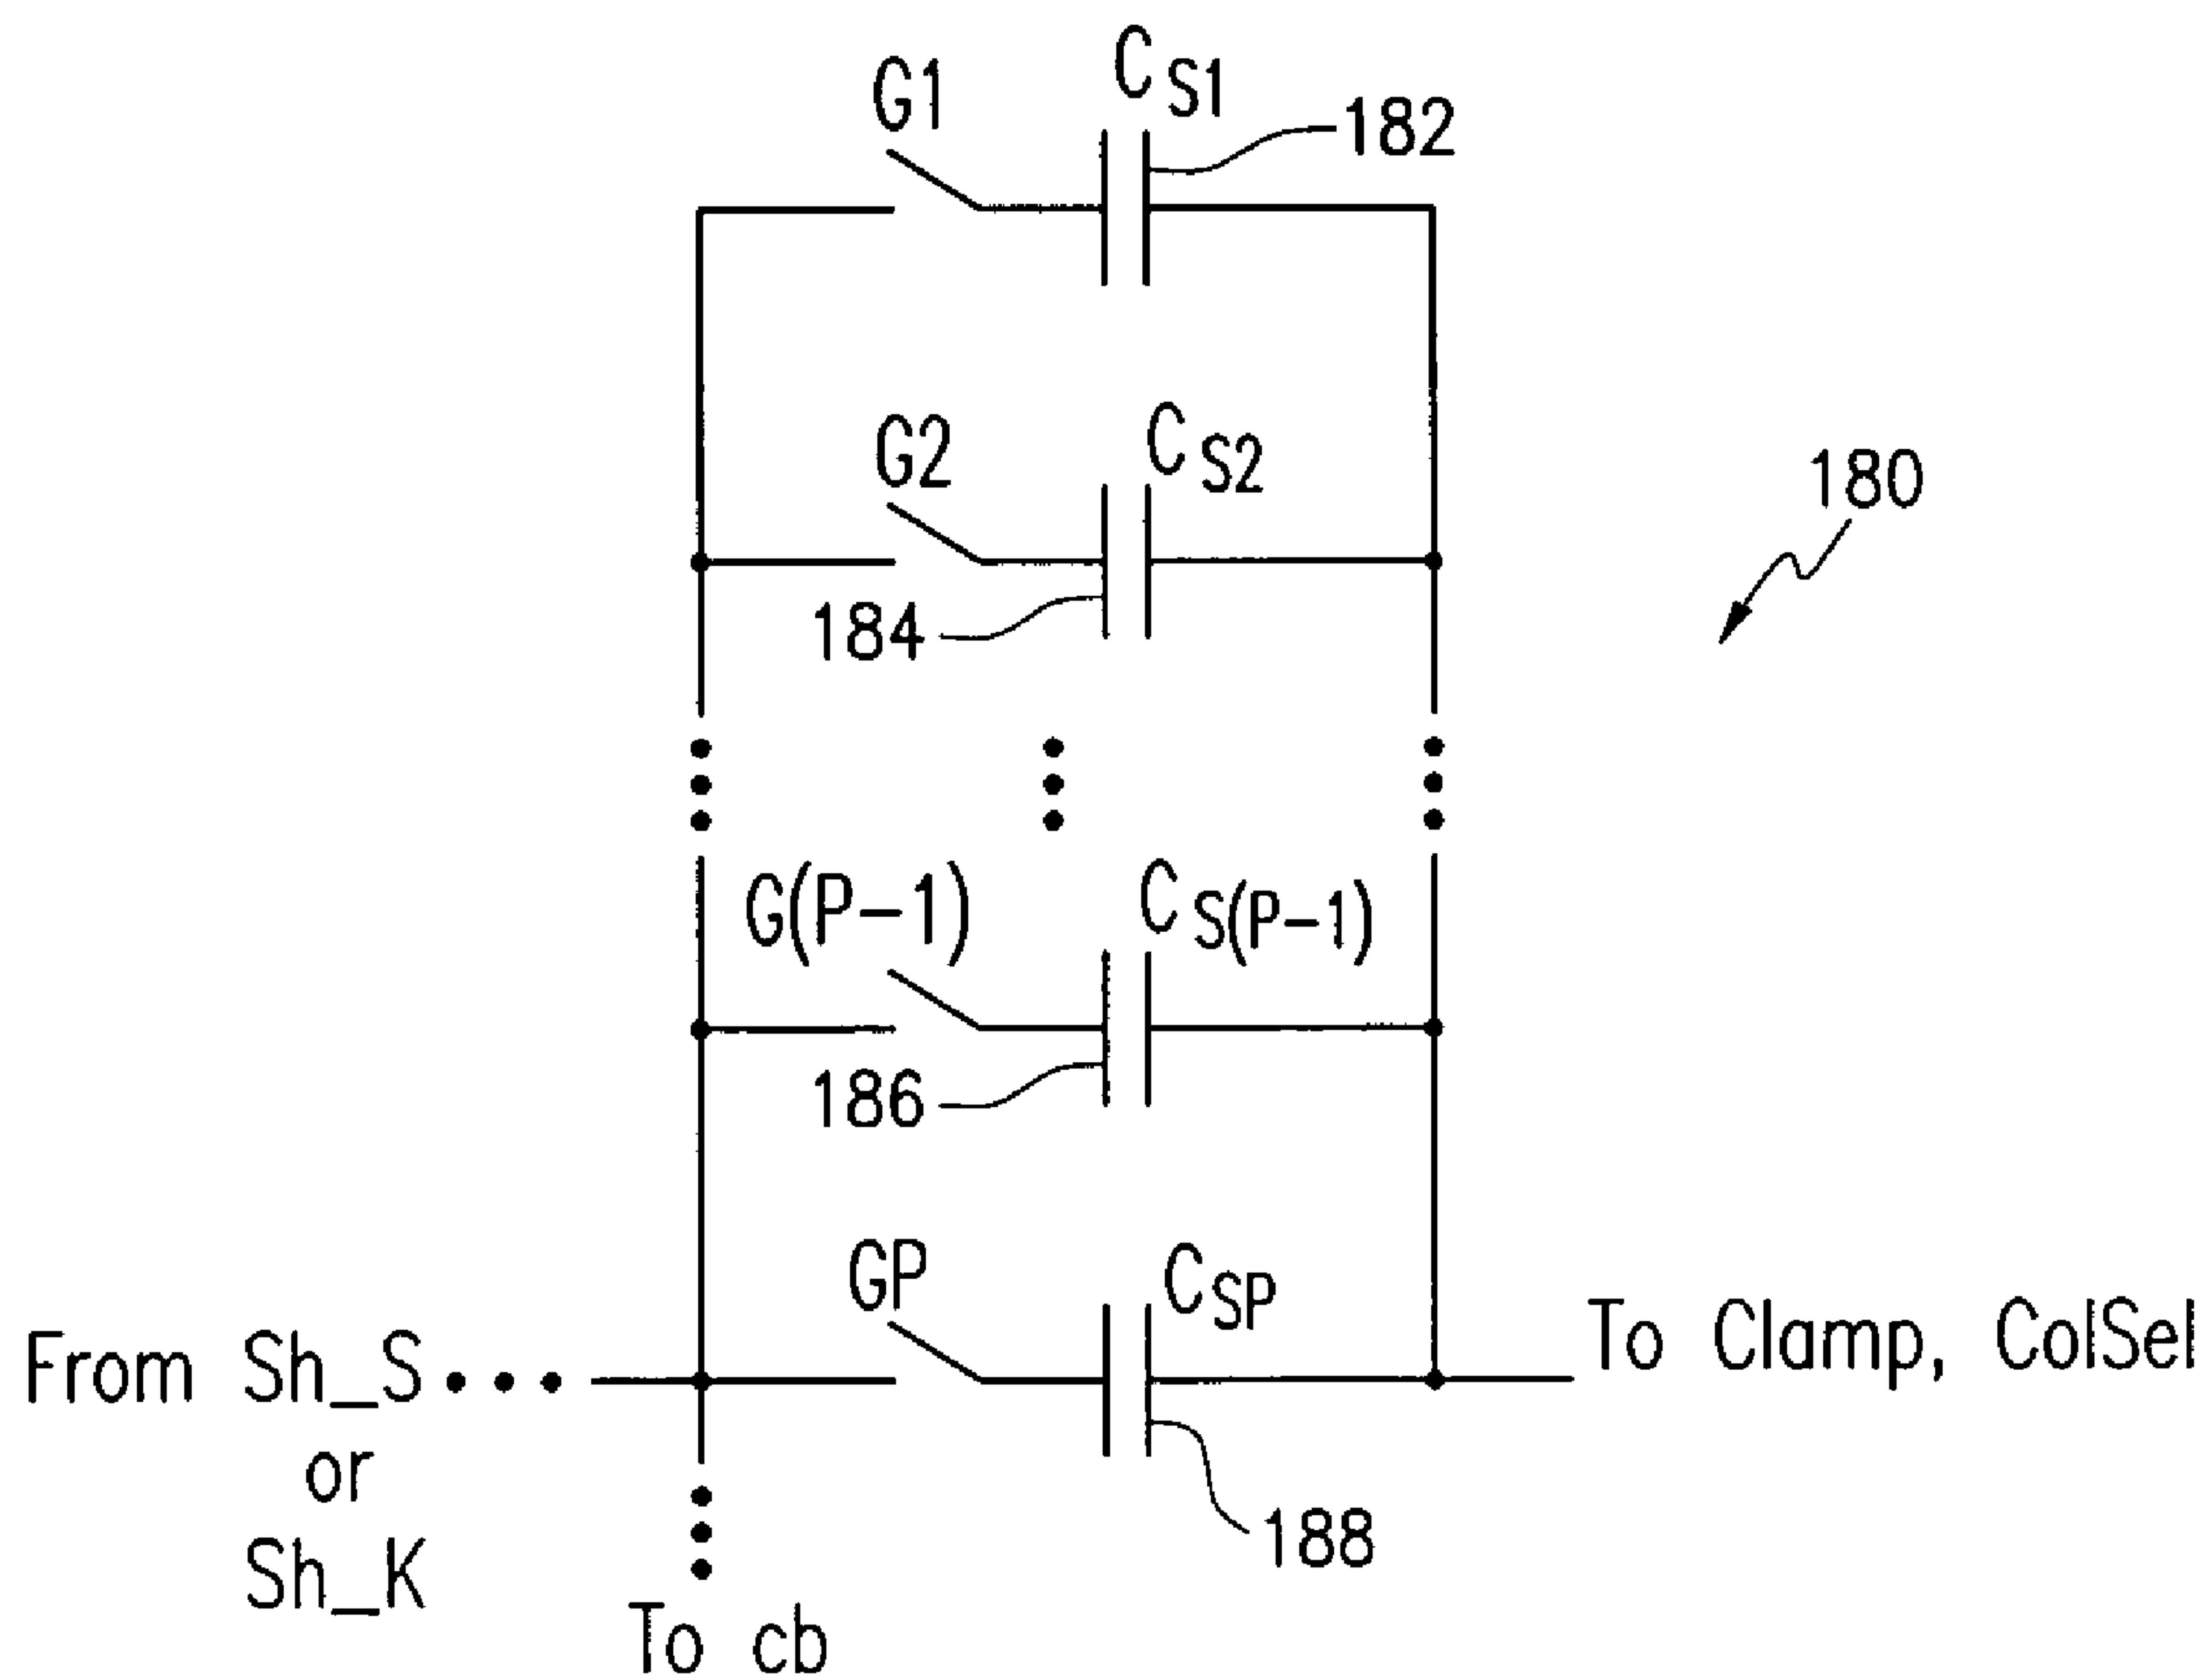 G1
C S1
182
G2
C S2
180
184
G(P-1)
C S(P-1)
186
GP
C SP
From Sh_S
or
Sh_K
To Clamp, ColSel
188
To cb